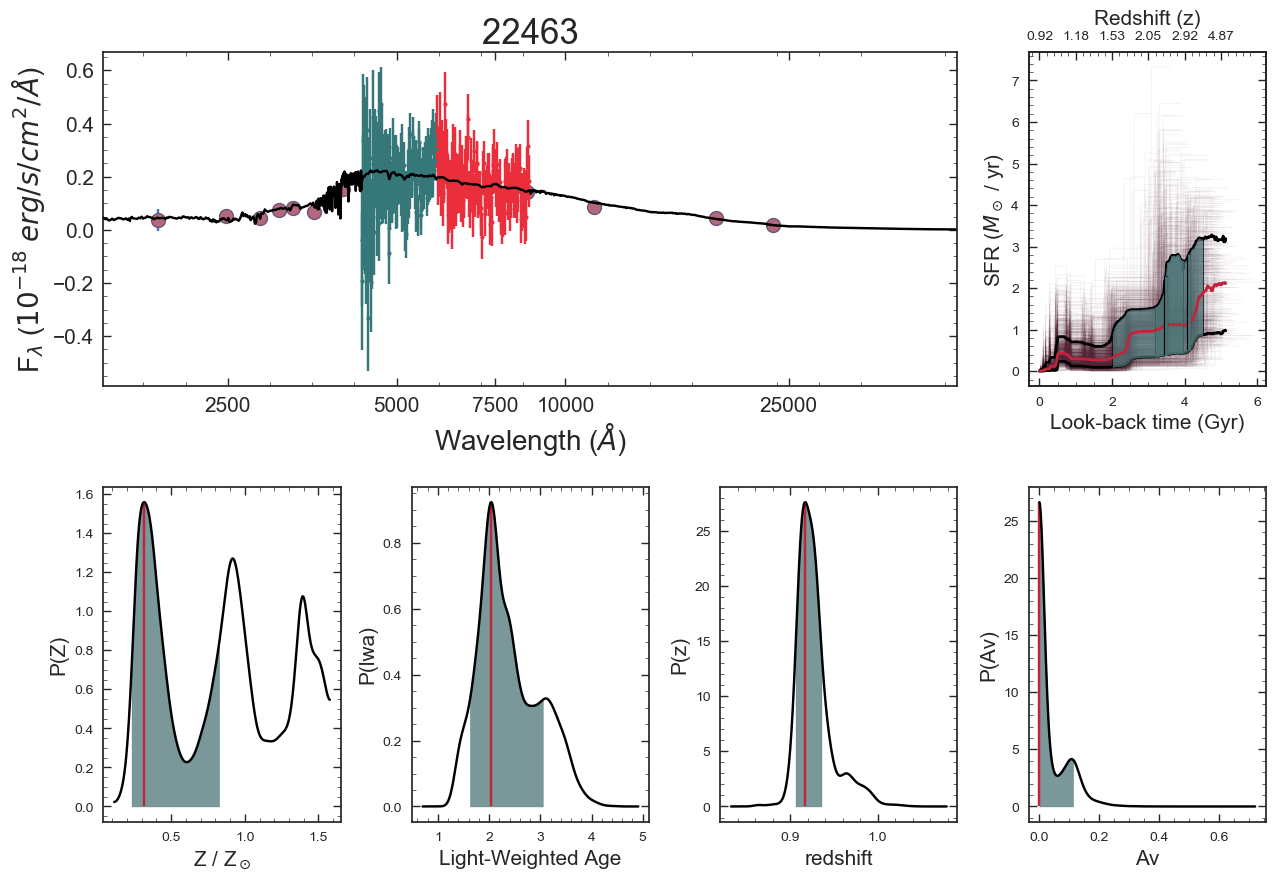 22463
Redshift (z)
0.92 1.18 1.53 2.05 2.92 4.87
F_λ (10^{-18} erg/s/cm^2/Å)
0.6
0.4
0.2
0.0
−0.2
−0.4
2500 5000 7500 10000 25000
Wavelength (Å)
SFR (M_⊙ / yr)
7
6
5
4
3
2
1
0
0 2 4 6
Look-back time (Gyr)
P(Z)
1.6
1.4
1.2
1.0
0.8
0.6
0.4
0.2
0.0
0.5 1.0 1.5
Z / Z_⊙
P(lwa)
0.8
0.6
0.4
0.2
0.0
1 2 3 4 5
Light-Weighted Age
P(z)
25
20
15
10
5
0
0.9 1.0
redshift
P(Av)
25
20
15
10
5
0
0.0 0.2 0.4 0.6
Av